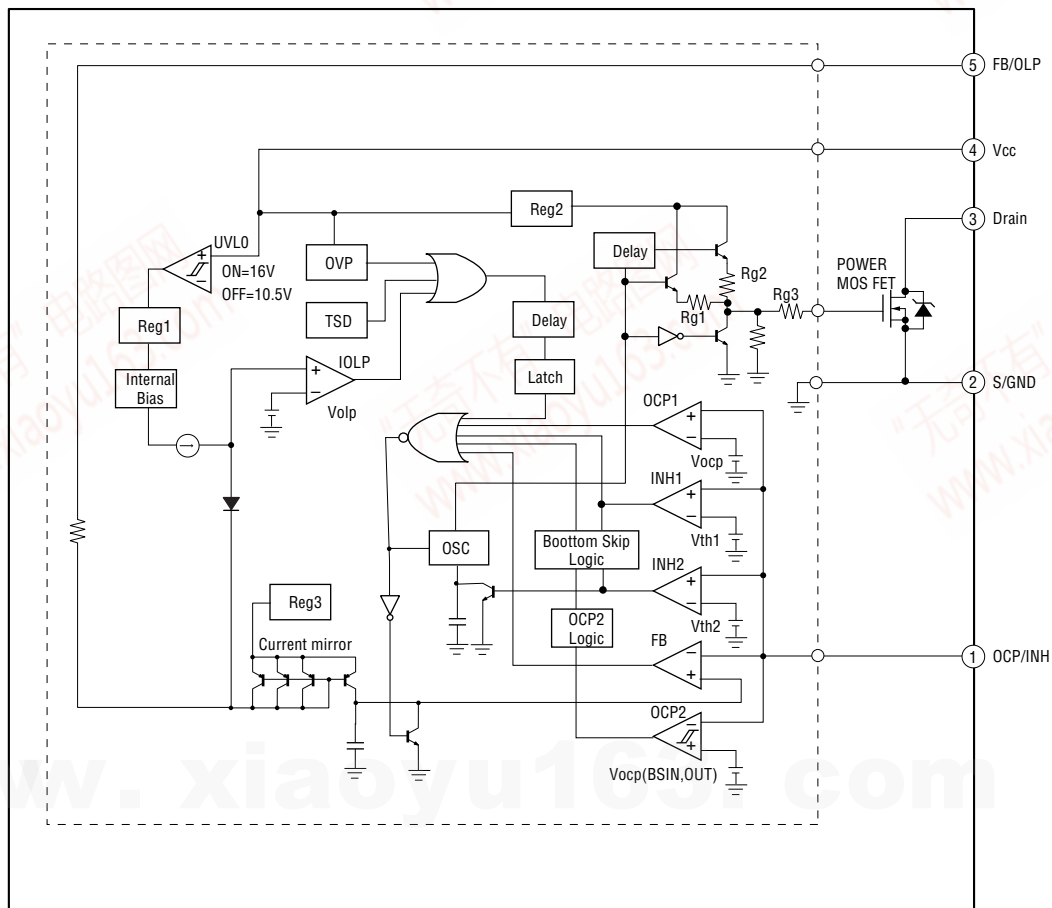 5 FB/OLP
4 Vcc
3 Drain
2 S/GND
1 OCP/INH
Reg2
UVL0
ON=16V
OFF=10.5V
OVP
TSD
Reg1
Internal
Bias
IOLP
Volp
Delay
Latch
Delay
Rg2
Rg1
Rg3
POWER
MOS FET
OCP1
Vocp
INH1
Vth1
OSC
Boottom Skip
Logic
INH2
Vth2
OCP2
Logic
FB
Reg3
Current mirror
OCP2
Vocp(BSIN,OUT)
w. xiaoyu163. com